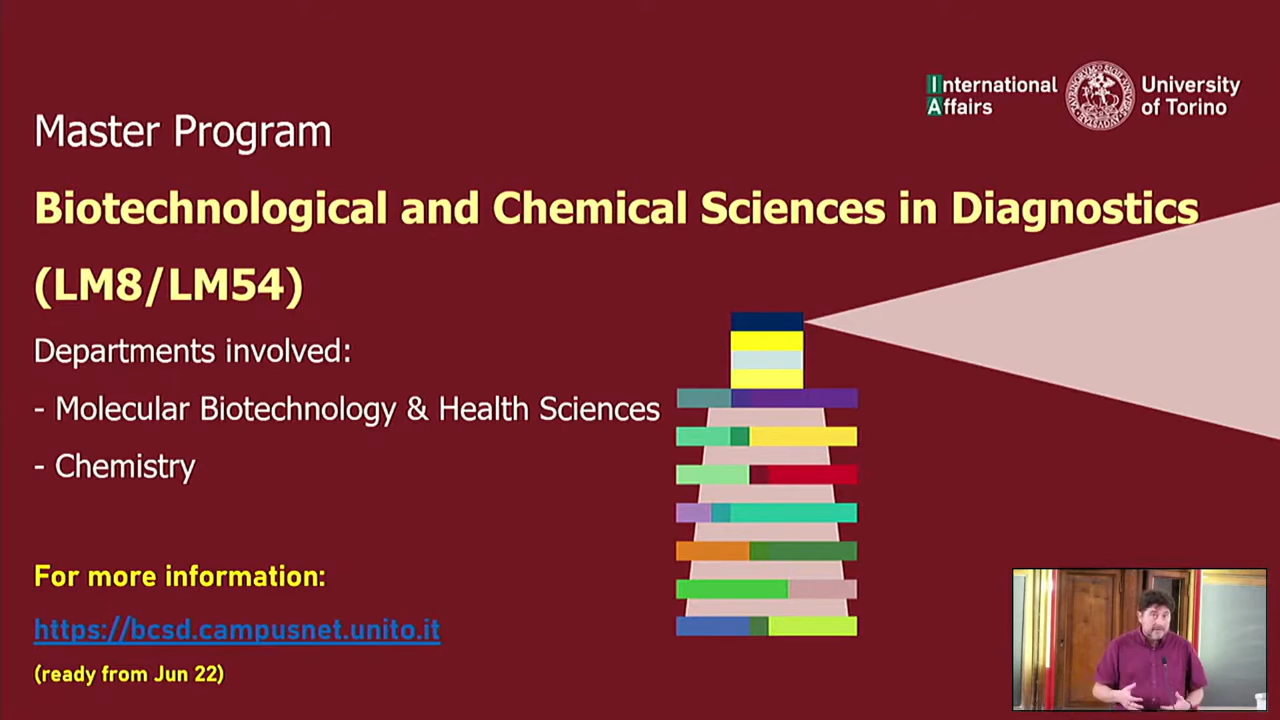 International
Affairs
University
of Torino
Master Program
Biotechnological and Chemical Sciences in Diagnostics
(LM8/LM54)
Departments involved:
- Molecular Biotechnology & Health Sciences
- Chemistry
For more information:
https://bcsd.campusnet.unito.it
(ready from Jun 22)